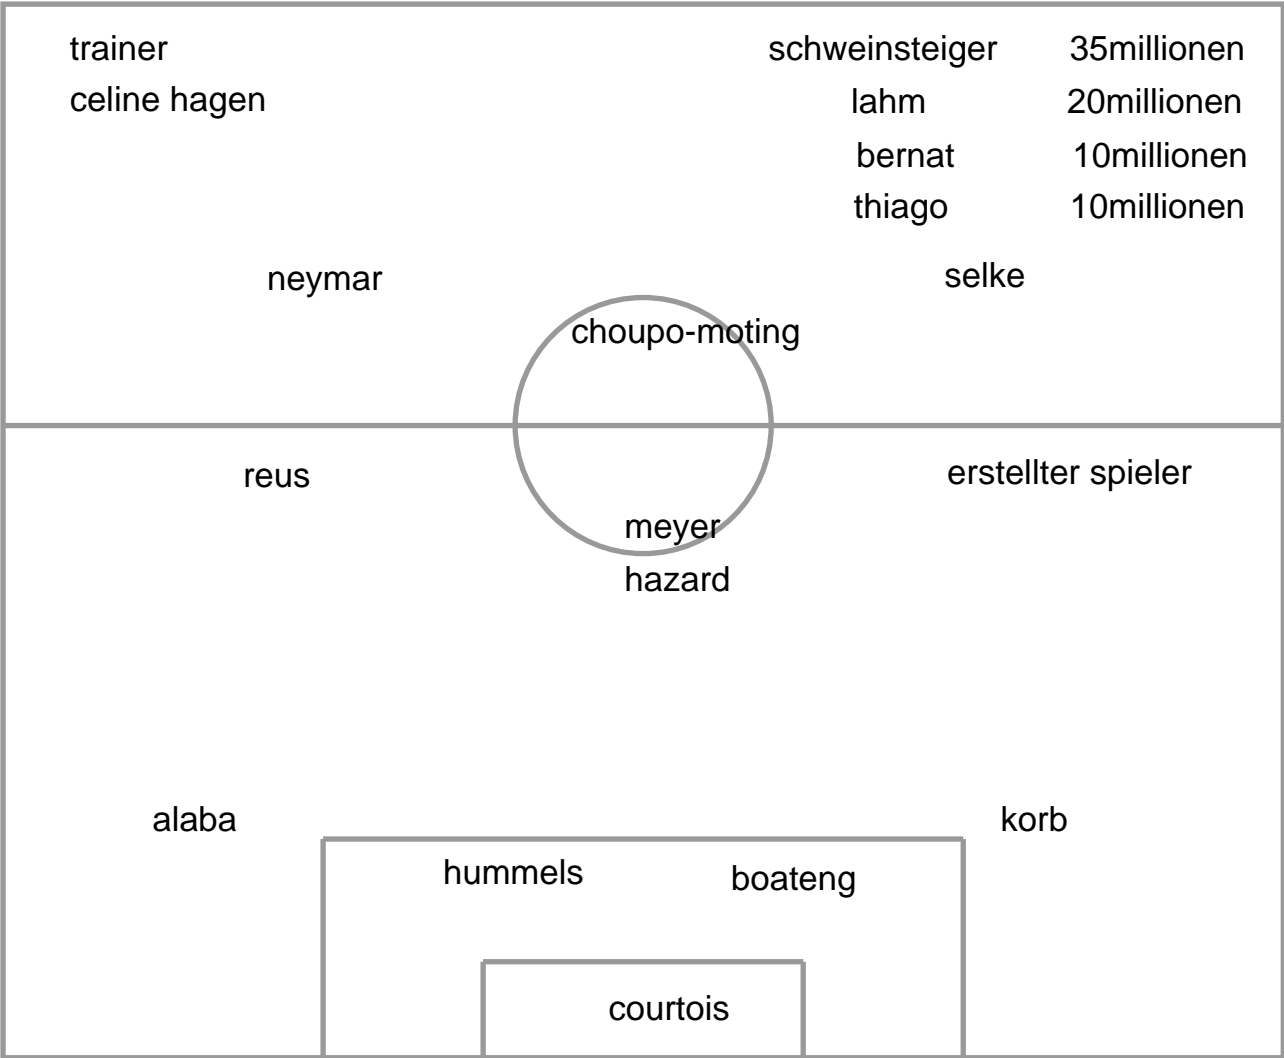 trainer schweinsteiger 35millionen
celine hagen lahm 20millionen
bernat 10millionen
thiago 10millionen
neymar selke
choupo-moting
reus erstellter spieler
meyer
hazard
alaba korb
hummels boateng
courtois